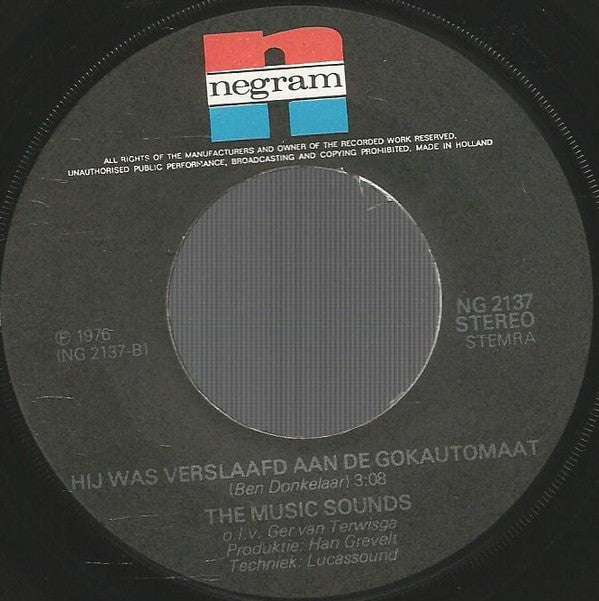 negram
ALL RIGHTS OF THE MANUFACTURERS AND OWNER OF THE RECORDED WORK RESERVED.
UNAUTHORISED PUBLIC PERFORMANCE, BROADCASTING AND COPYING PROHIBITED. MADE IN HOLLAND
℗ 1976
(NG 2137-B)
NG 2137
STEREO
STEMRA
HIJ WAS VERSLAAFD AAN DE GOKAUTOMAAT
(Ben Donkelaar) 3:08
THE MUSIC SOUNDS
o.l.v. Ger van Terwisga
Produktie: Han Grevelt
Techniek: Lucassound